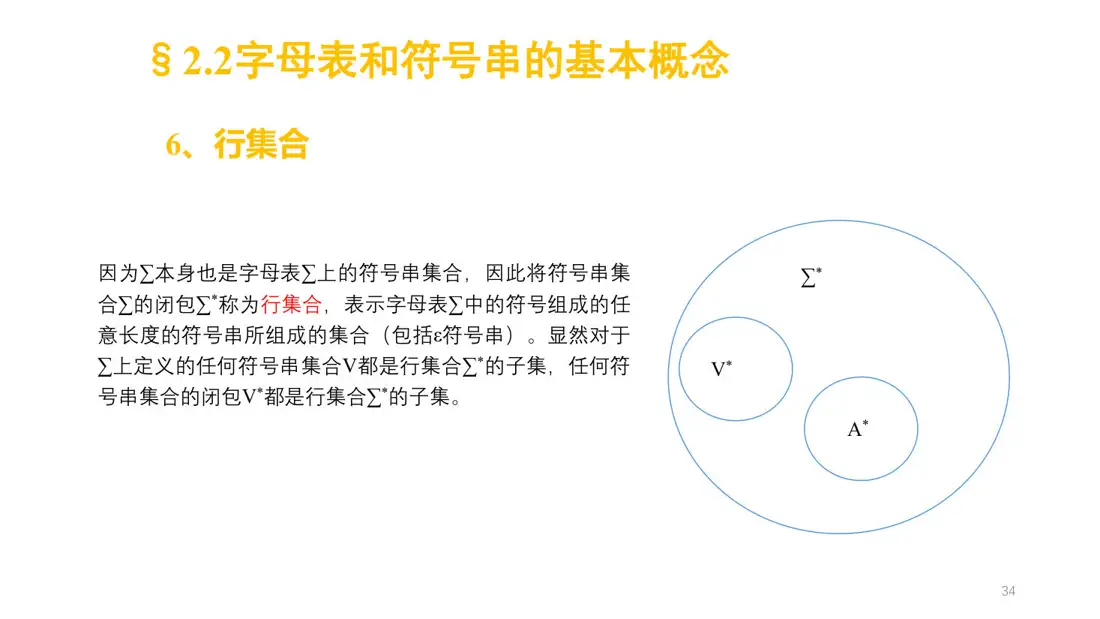 §2.2字母表和符号串的基本概念
6、行集合
因为∑本身也是字母表∑上的符号串集合，因此将符号串集
合∑的闭包∑*称为行集合，表示字母表∑中的符号组成的任
意长度的符号串所组成的集合（包括ε符号串）。显然对于
∑上定义的任何符号串集合V都是行集合∑*的子集，任何符
号串集合的闭包V*都是行集合∑*的子集。
∑*
V*
A*
34